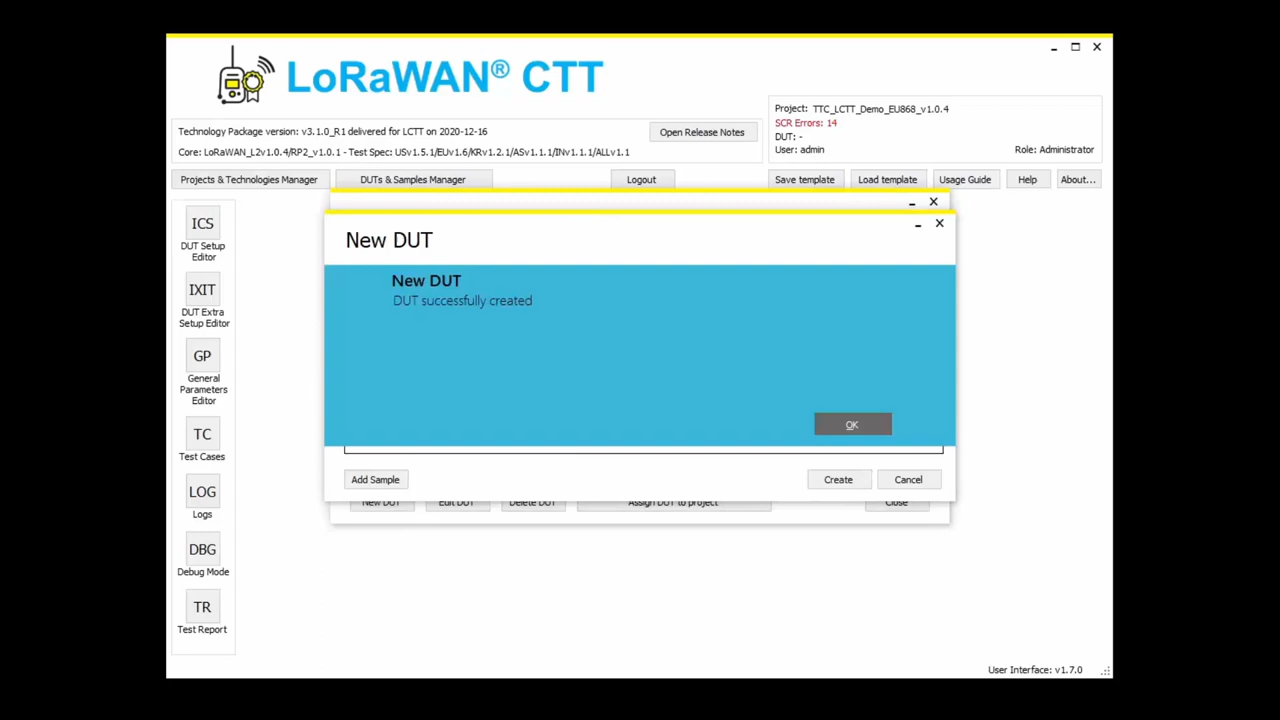 LoRaWAN® CTT
Technology Package version: v3.1.0_R1 delivered for LCTT on 2020-12-16
Open Release Notes
Core: LoRaWAN_L2v1.0.4/RP2_v1.0.1 - Test Spec: USv1.5.1/EUv1.6/KRv1.2.1/ASv1.1.1/INv1.1.1/ALLv1.1
Project: TTC_LCTT_Demo_EU868_v1.0.4
SCR Errors: 14
DUT: -
User: admin
Role: Administrator
Projects & Technologies Manager
DUTs & Samples Manager
Logout
Save template
Load template
Usage Guide
Help
About...
ICS
DUT Setup
Editor
IXIT
DUT Extra
Setup Editor
GP
General
Parameters
Editor
TC
Test Cases
LOG
Logs
DBG
Debug Mode
TR
Test Report
New DUT
New DUT
DUT successfully created
OK
Add Sample
Create
Cancel
New DUT
Edit DUT
Delete DUT
Assign DUT to project
Close
User Interface: v1.7.0